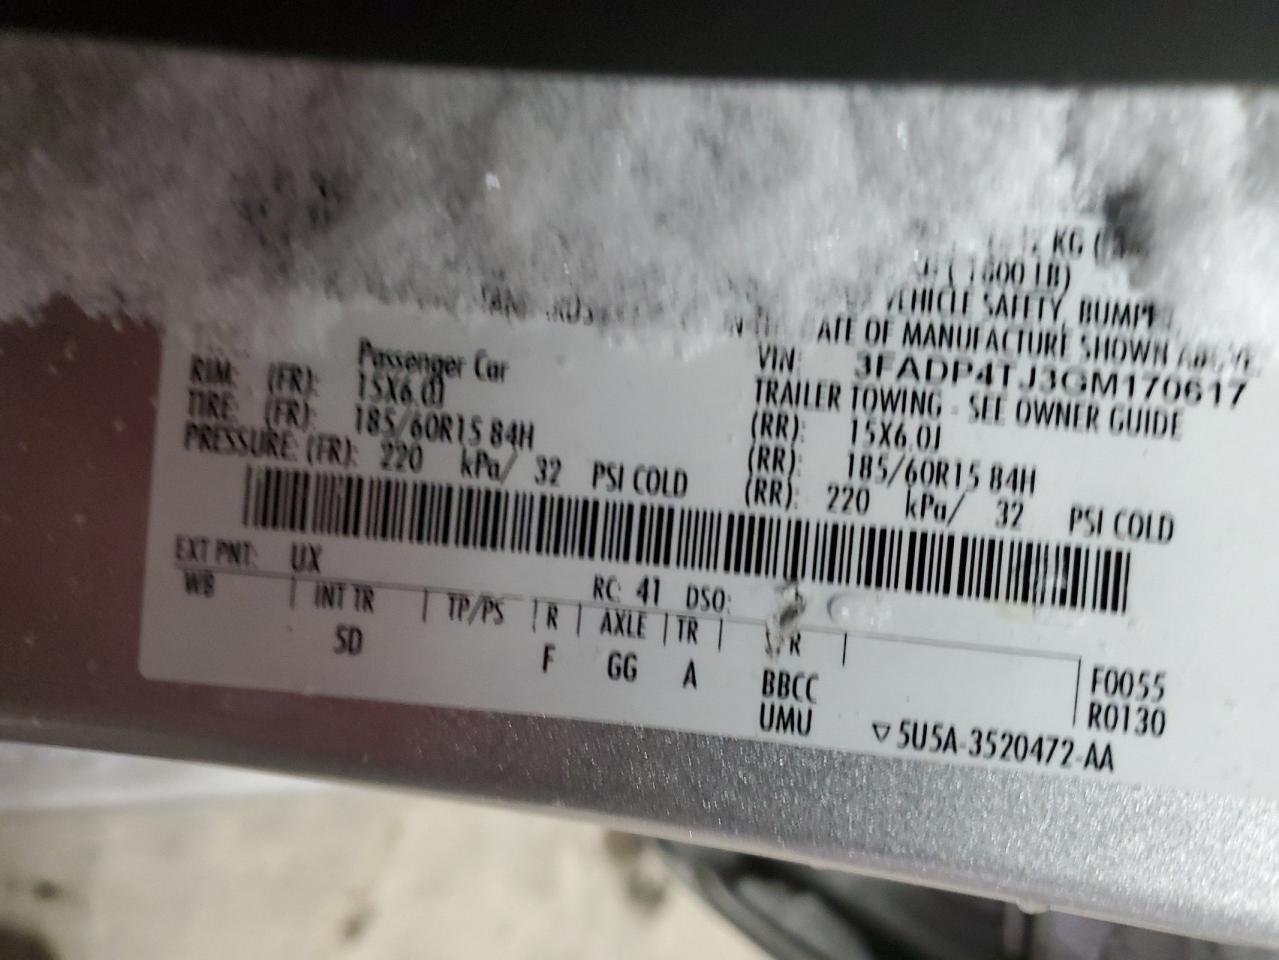 KG (
( 1600 LB)
VEHICLE SAFETY, BUMPER
ATE OF MANUFACTURE SHOWN ABOVE
VIN: 3FADP4TJ3GM170617
Passenger Car
TRAILER TOWING - SEE OWNER GUIDE
RIM: (FR): 15X6.0J (RR): 15X6.0J
TIRE: (FR): 185/60R15 84H (RR): 185/60R15 84H
PRESSURE: (FR): 220 kPa/ 32 PSI COLD (RR): 220 kPa/ 32 PSI COLD
EXT PNT: UX RC: 41 DSO:
WB | INT TR | TP/PS | R | AXLE | TR |
5D F GG A BBCC F0055
UMU R0130
▽ 5U5A-3520472-AA